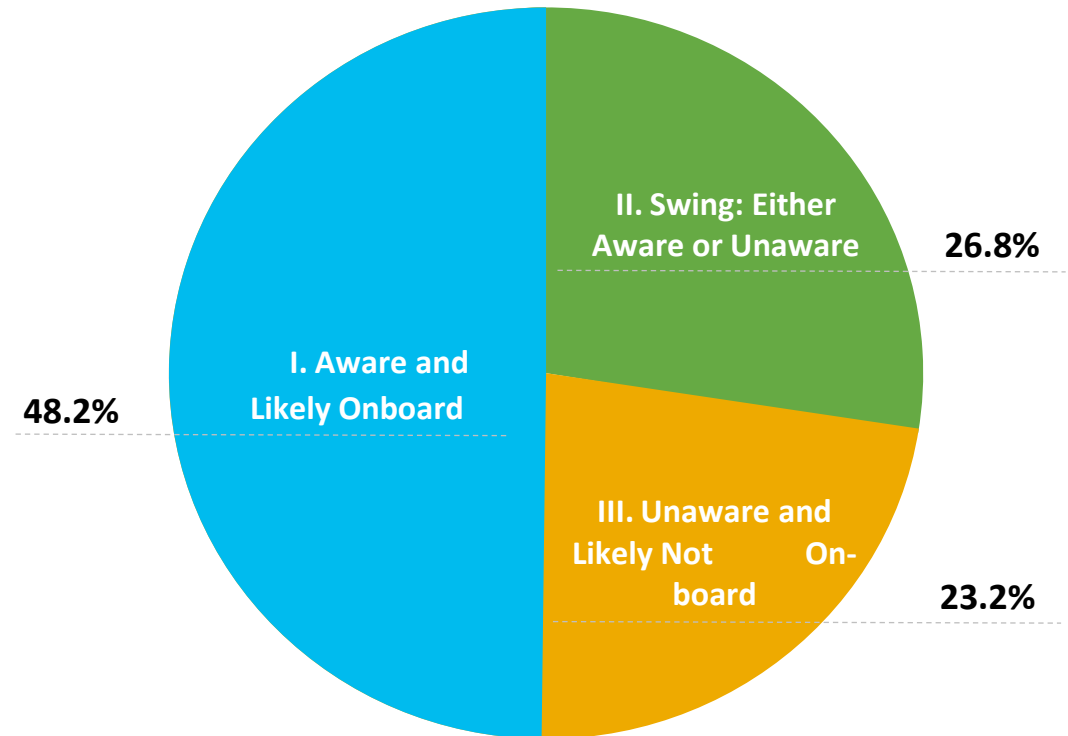 II. Swing: Either
Aware or Unaware
26.8%
I. Aware and
Likely Onboard
48.2%
III. Unaware and
Likely Not On-
board
23.2%